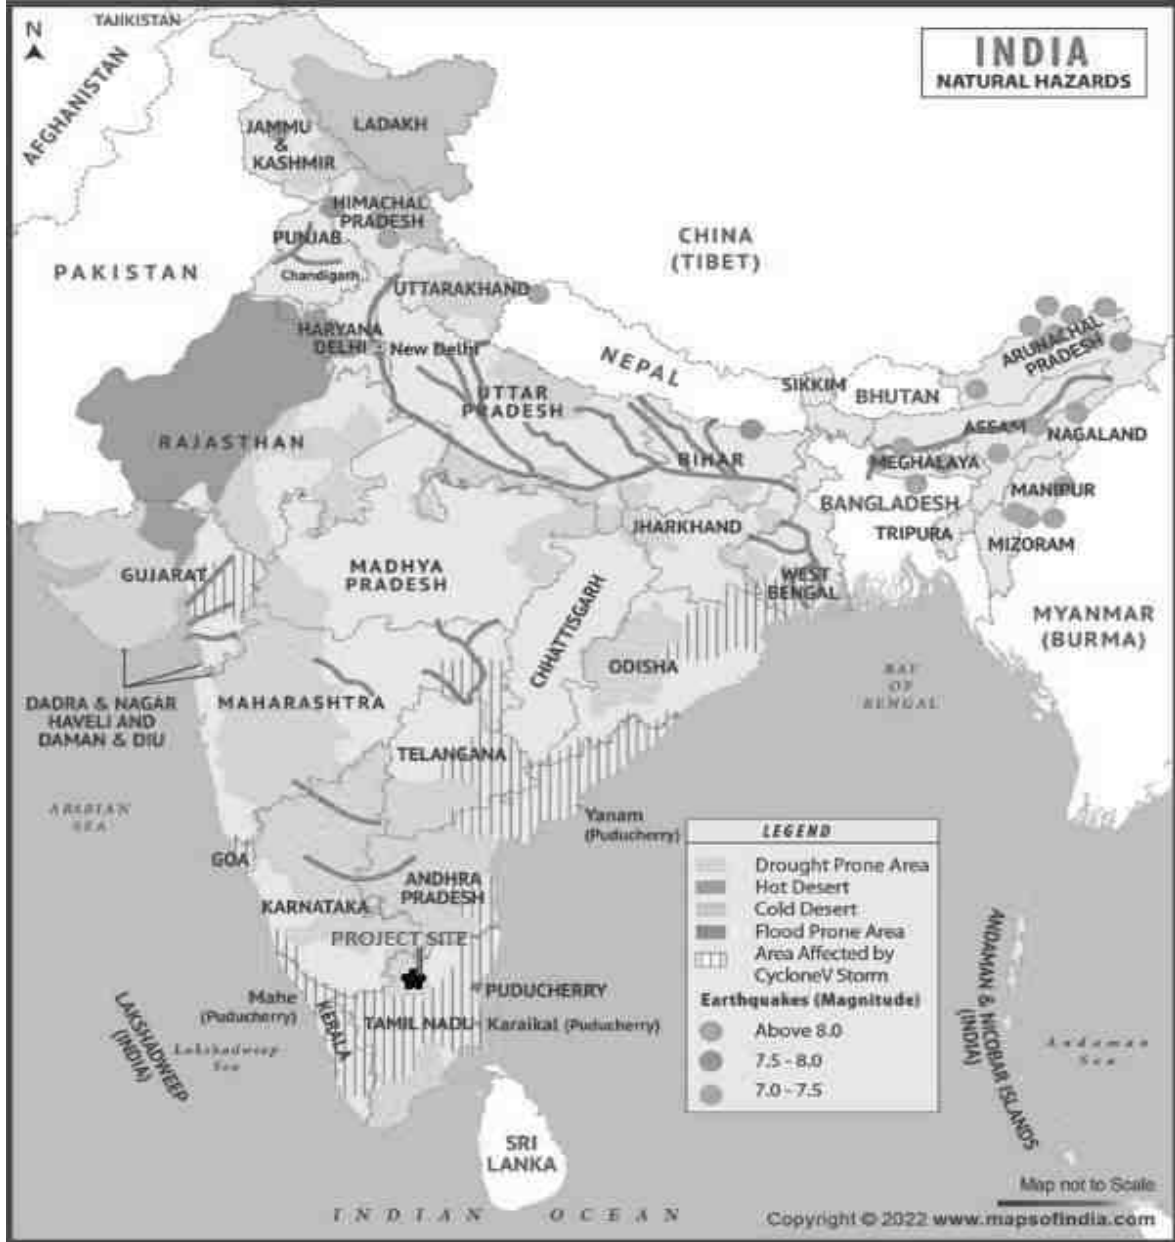 N
TAJIKISTAN
AFGHANISTAN
INDIA
NATURAL HAZARDS
JAMMU
&
KASHMIR
LADAKH
HIMACHAL
PRADESH
PUNJAB
Chandigarh
PAKISTAN
CHINA
(TIBET)
UTTARAKHAND
HARYANA
DELHI
New Delhi
NEPAL
ARUNACHAL
PRADESH
SIKKIM
BHUTAN
UTTAR
PRADESH
RAJASTHAN
ASSAM
NAGALAND
BIHAR
MEGHALAYA
MANIPUR
BANGLADESH
JHARKHAND
TRIPURA
MIZORAM
GUJARAT
MADHYA
PRADESH
WEST
BENGAL
CHHATTISGARH
MYANMAR
(BURMA)
ODISHA
BAY
OF
BENGAL
DADRA & NAGAR
HAVELI AND
DAMAN & DIU
MAHARASHTRA
TELANGANA
ARABIAN
SEA
Yanam
(Puducherry)
GOA
ANDHRA
PRADESH
KARNATAKA
PROJECT SITE
LEGEND
Drought Prone Area
Hot Desert
Cold Desert
Flood Prone Area
Area Affected by
CycloneV Storm
Earthquakes (Magnitude)
Above 8.0
7.5 - 8.0
7.0 - 7.5
Mahe
(Puducherry)
PUDUCHERRY
KERALA
TAMIL NADU
Karaikal (Puducherry)
LAKSHADWEEP
(INDIA)
Lakshadweep
Sea
ANDAMAN & NICOBAR ISLANDS
(INDIA)
Andaman
Sea
SRI
LANKA
INDIAN OCEAN
Map not to Scale
Copyright © 2022 www.mapsofindia.com